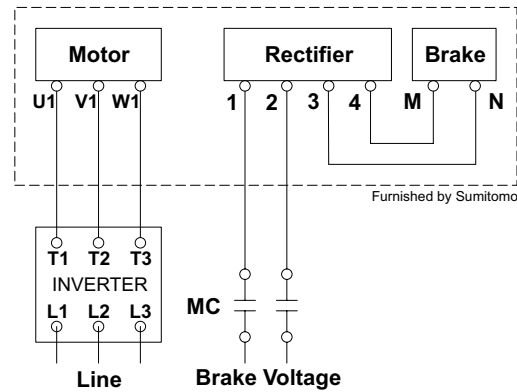 Motor Rectifier Brake
U1 V1 W1 1 2 3 4 M N
Furnished by Sumitomo
T1 T2 T3
INVERTER
L1 L2 L3
MC
Line Brake Voltage